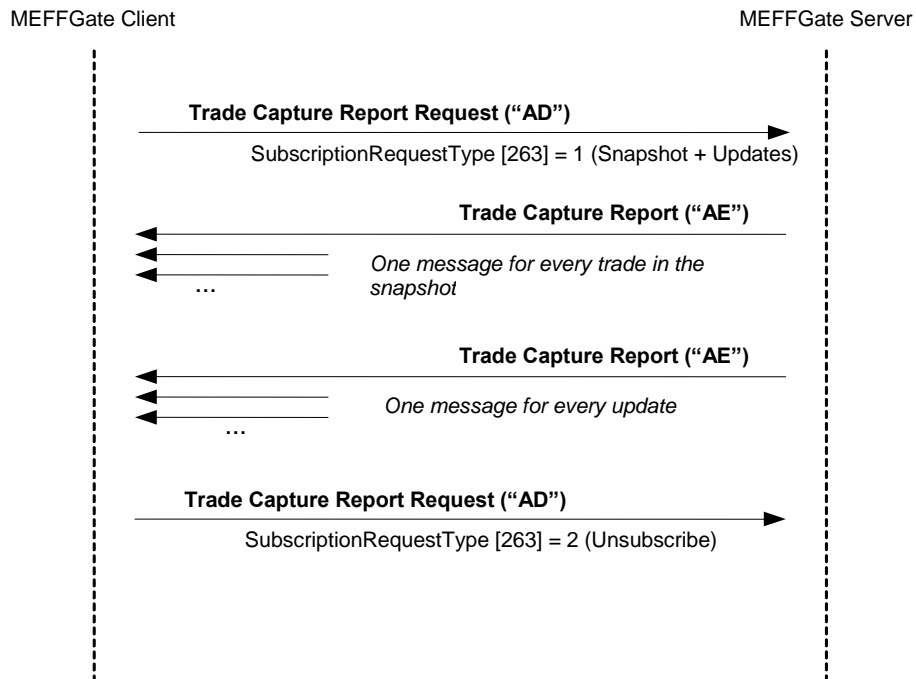 MEFFGate Client
MEFFGate Server
Trade Capture Report Request (“AD”)
SubscriptionRequestType [263] = 1 (Snapshot + Updates)
Trade Capture Report (“AE”)
One message for every trade in the
snapshot
...
Trade Capture Report (“AE”)
One message for every update
...
Trade Capture Report Request (“AD”)
SubscriptionRequestType [263] = 2 (Unsubscribe)